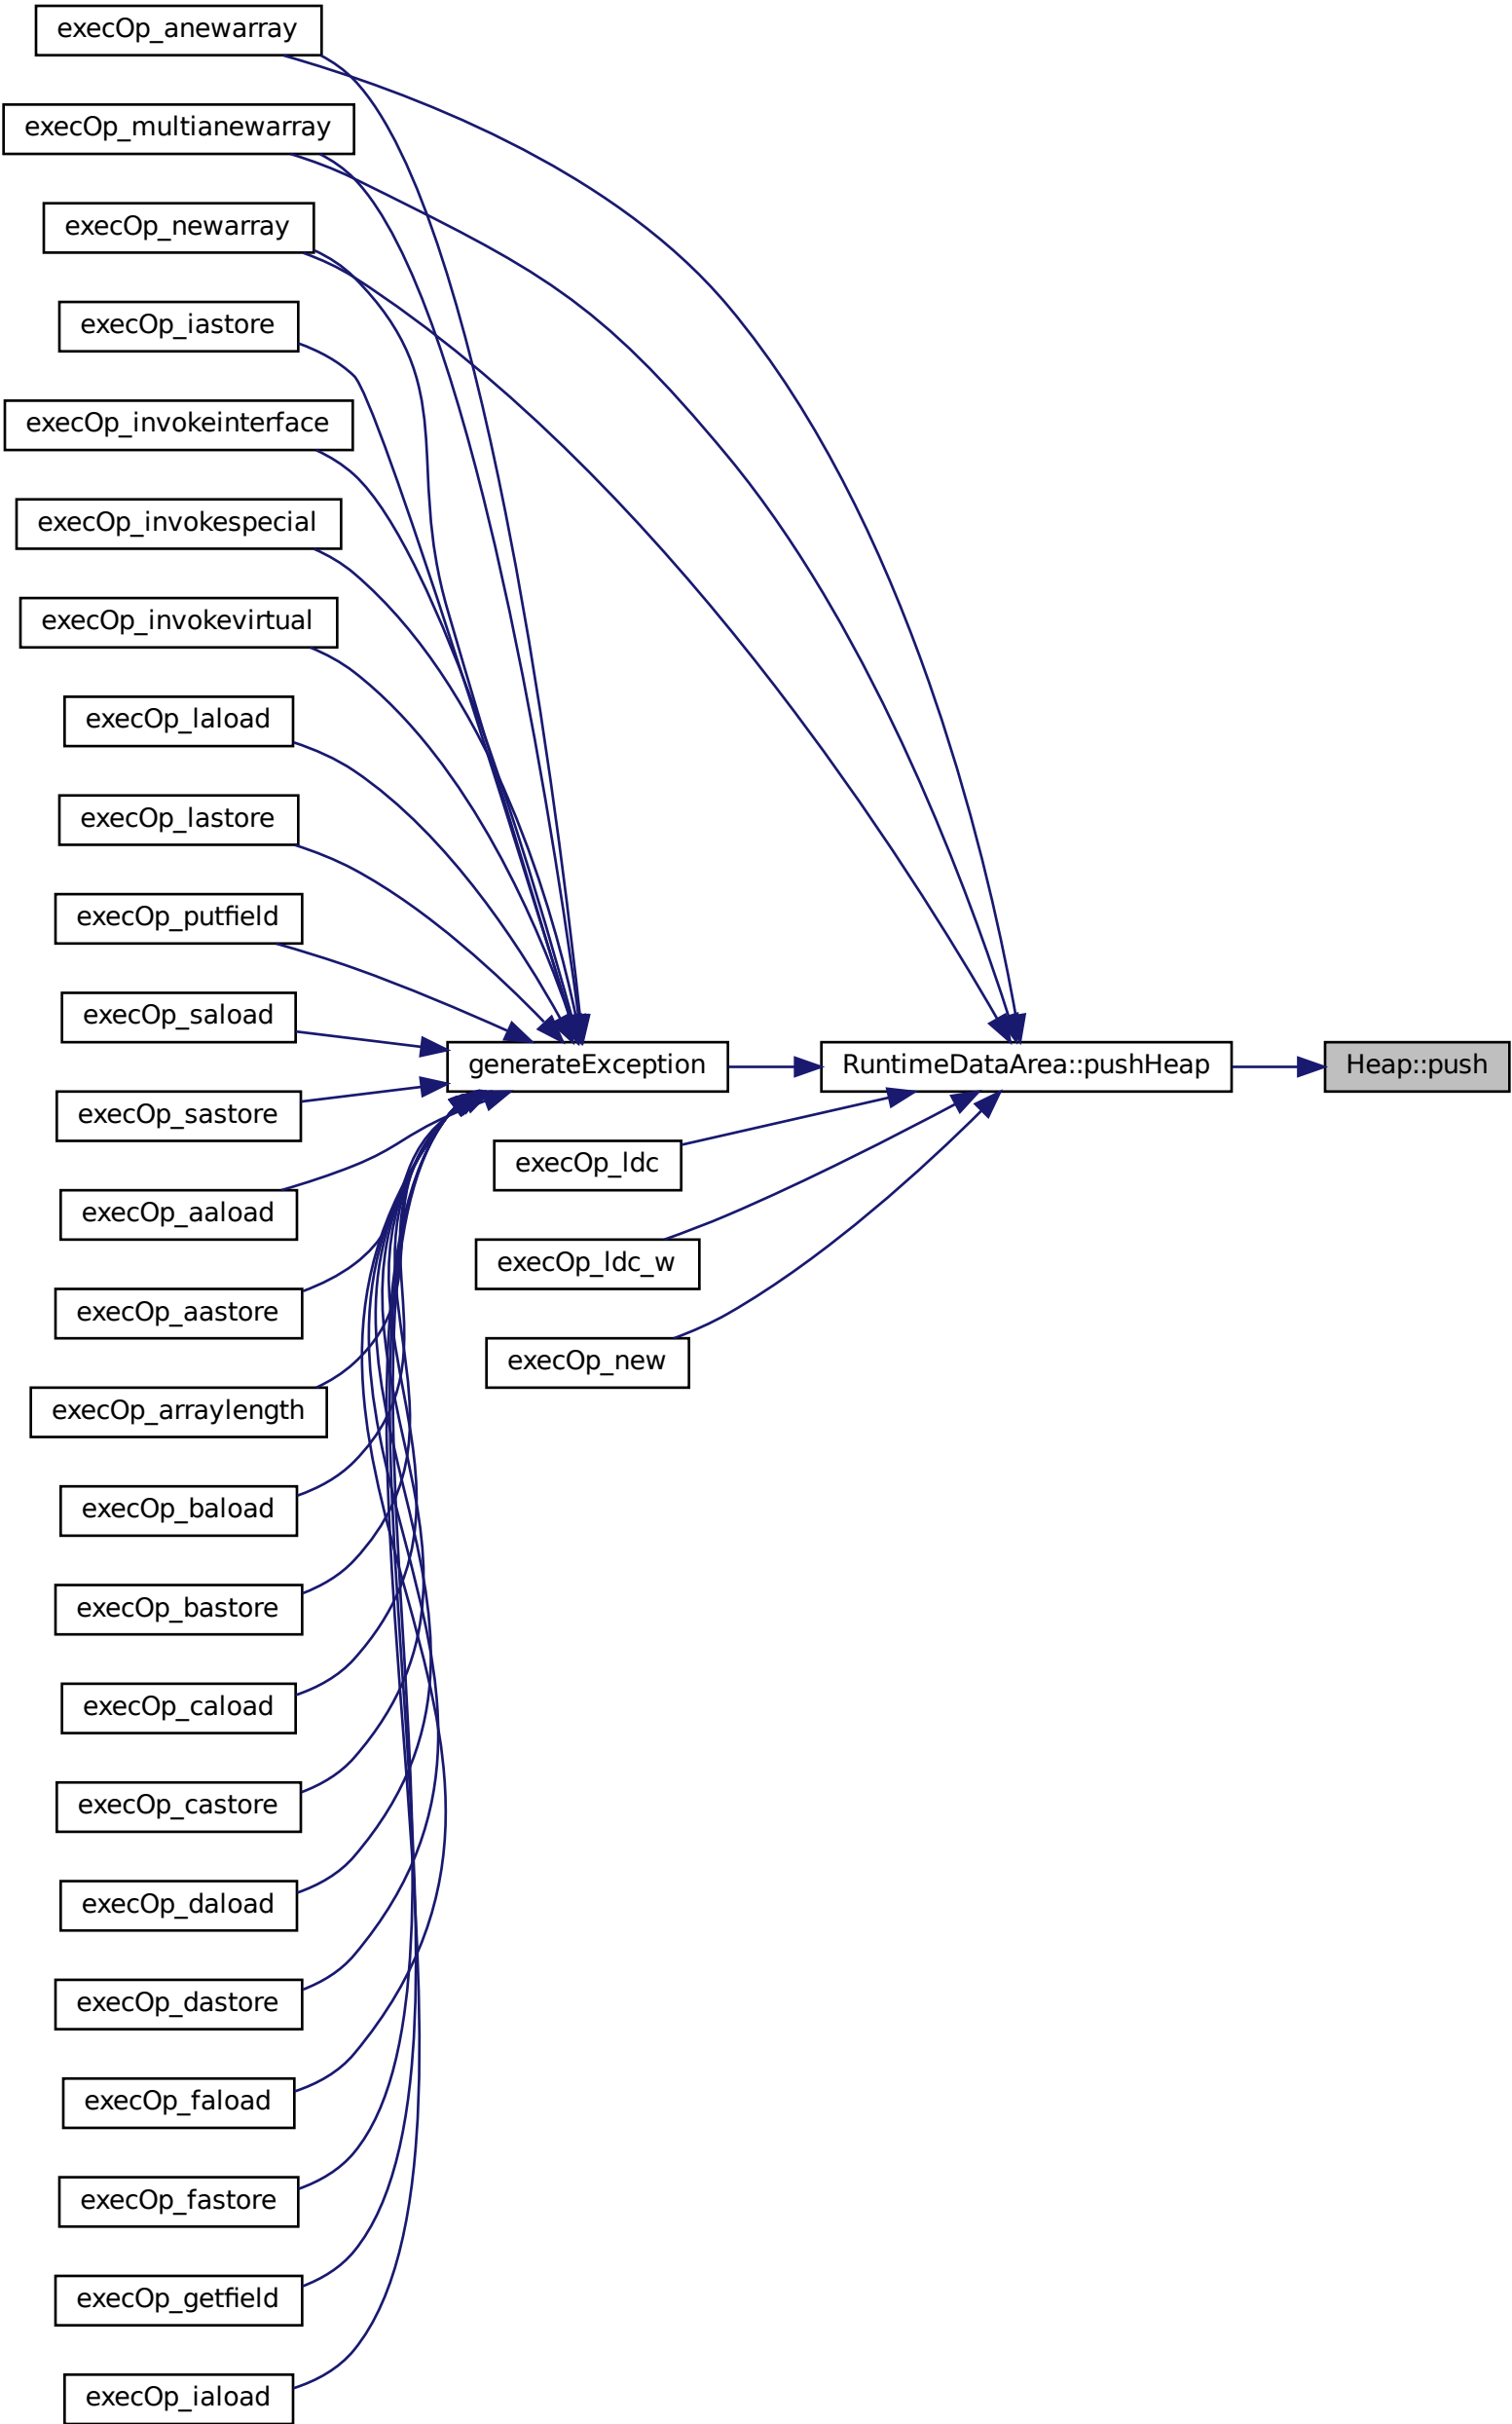 execOp_anewarray
execOp_multianewarray
execOp_newarray
execOp_iastore
execOp_invokeinterface
execOp_invokespecial
execOp_invokevirtual
execOp_laload
execOp_lastore
execOp_putfield
execOp_saload
execOp_sastore
execOp_aaload
execOp_aastore
execOp_arraylength
execOp_baload
execOp_bastore
execOp_caload
execOp_castore
execOp_daload
execOp_dastore
execOp_faload
execOp_fastore
execOp_getfield
execOp_iaload
generateException
execOp_ldc
execOp_ldc_w
execOp_new
RuntimeDataArea::pushHeap
Heap::push